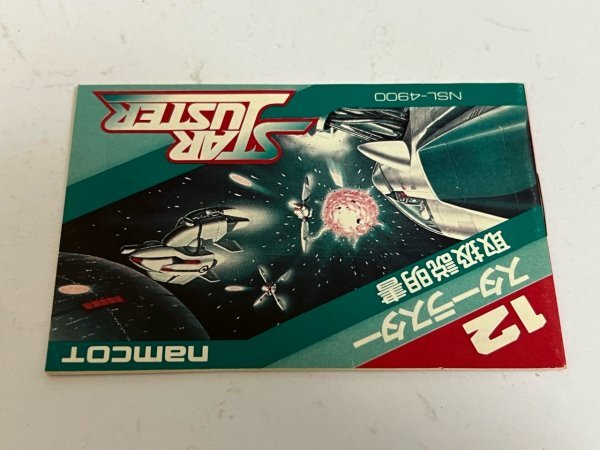 12
スターラスター
取扱説明書
namcoT
NSL-4900
STAR
LUSTER